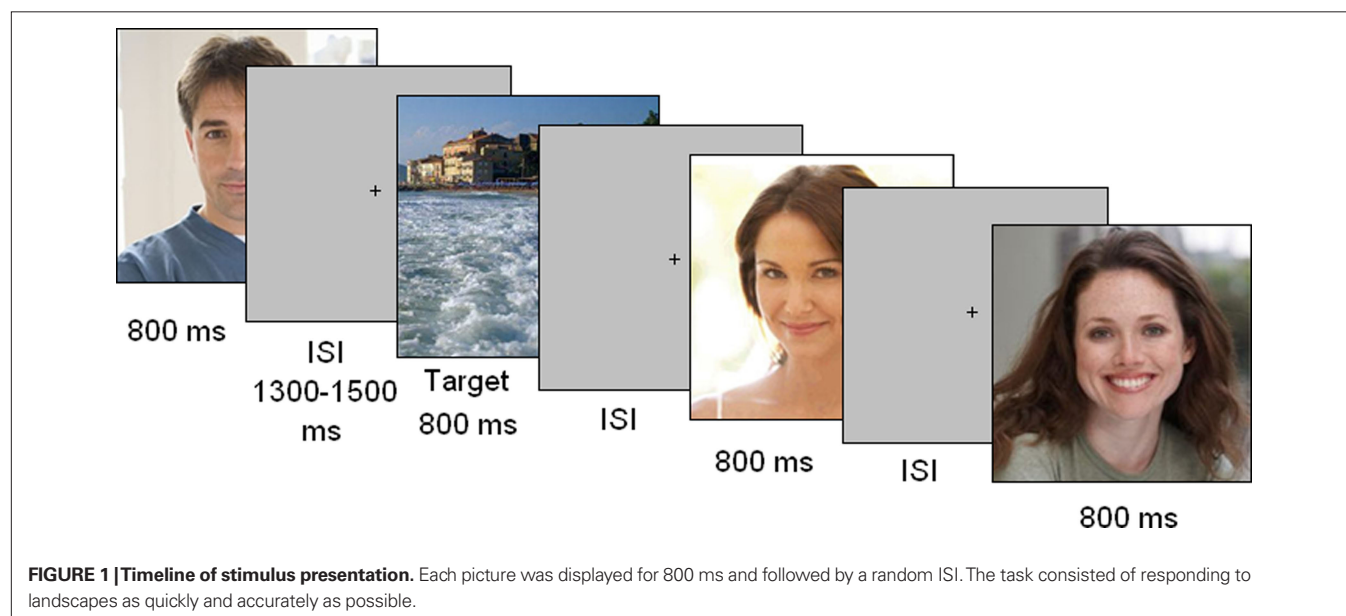 800 ms
ISI
1300-1500
ms
Target
800 ms
ISI
800 ms
ISI
800 ms
FIGURE 1 | Timeline of stimulus presentation. Each picture was displayed for 800 ms and followed by a random ISI. The task consisted of responding to
landscapes as quickly and accurately as possible.